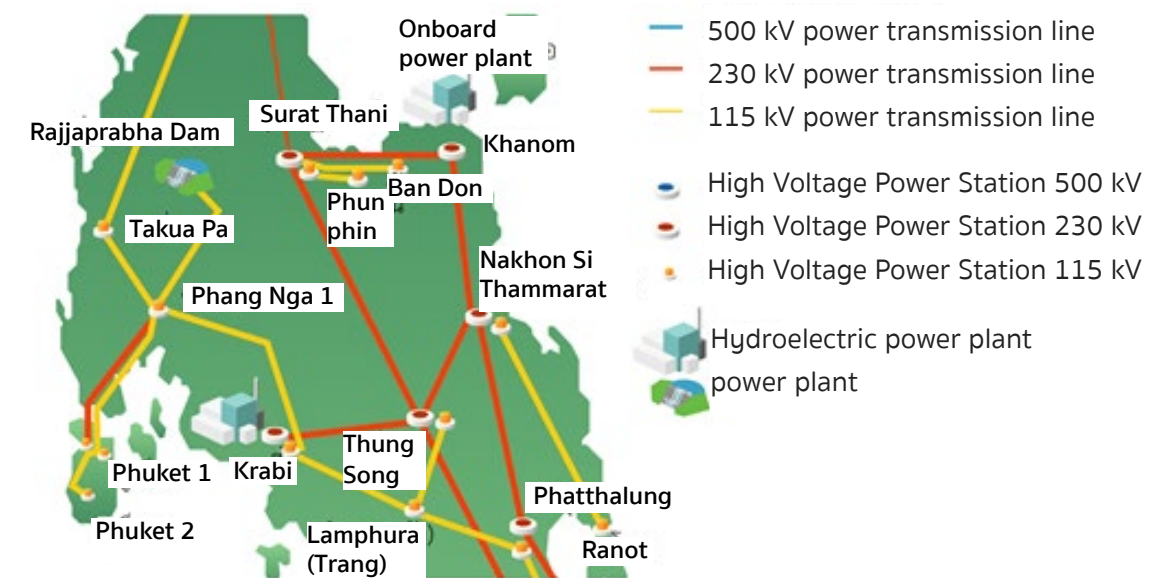 Onboard
power plant
Surat Thani
Rajjaprabha Dam
Khanom
Ban Don
Phun
phin
Takua Pa
Nakhon Si
Thammarat
Phang Nga 1
Thung
Song
Krabi
Phuket 1
Phatthalung
Phuket 2
Lamphura
(Trang)
Ranot
500 kV power transmission line
230 kV power transmission line
115 kV power transmission line
High Voltage Power Station 500 kV
High Voltage Power Station 230 kV
High Voltage Power Station 115 kV
Hydroelectric power plant
power plant